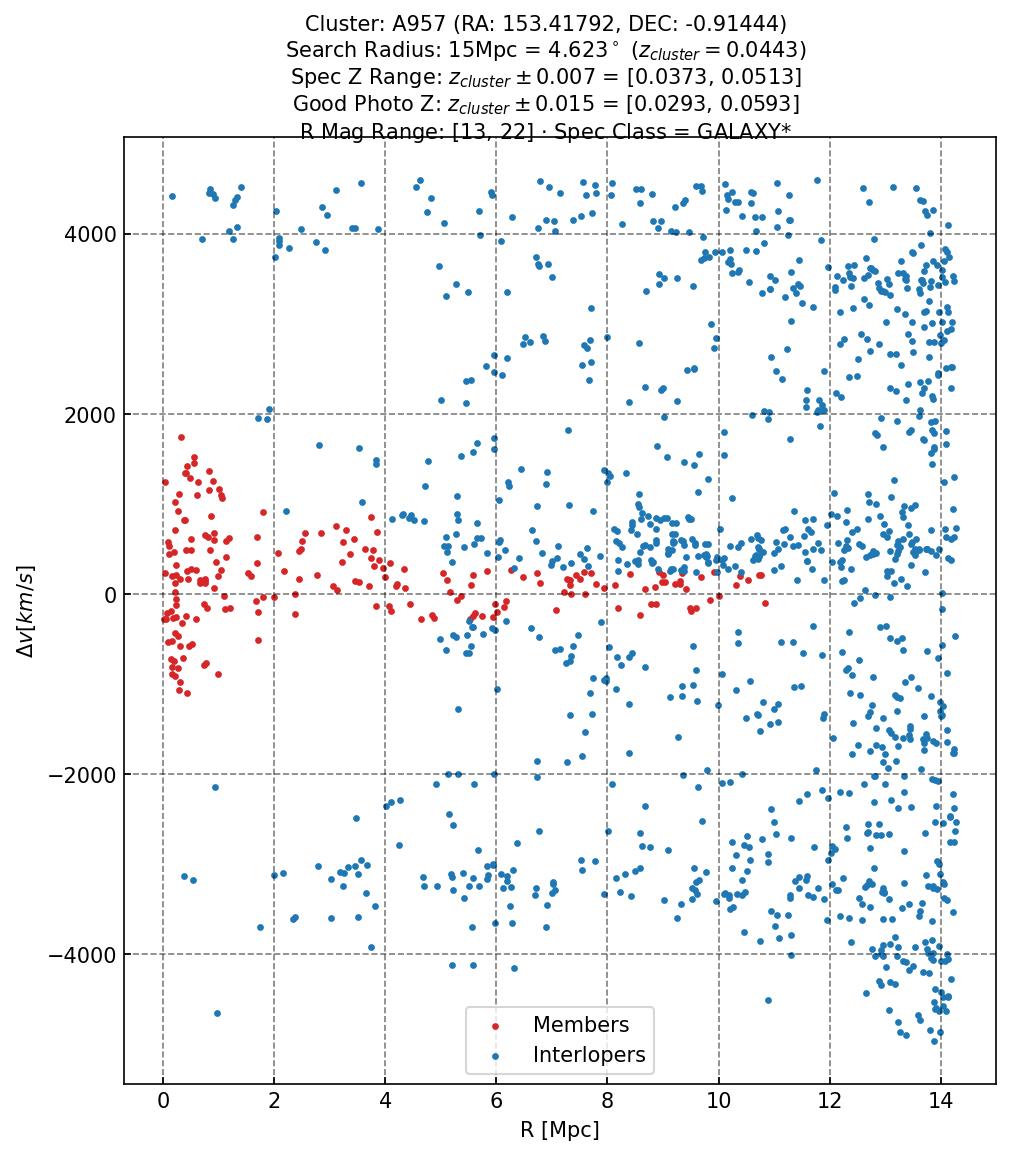 Cluster: A957 (RA: 153.41792, DEC: -0.91444)
Search Radius: 15Mpc = 4.623° (z_cluster = 0.0443)
Spec Z Range: z_cluster ± 0.007 = [0.0373, 0.0513]
Good Photo Z: z_cluster ± 0.015 = [0.0293, 0.0593]
R Mag Range: [13, 22] · Spec Class = GALAXY*
4000
2000
0
−2000
−4000
Δv[km/s]
Members
Interlopers
0 2 4 6 8 10 12 14
R [Mpc]